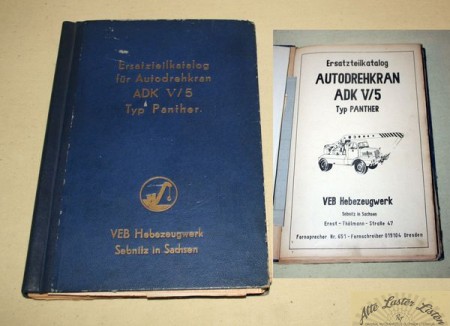 Ersatzteilkatalog
für Autodrehkran
ADK V/5
Typ Panther.
VEB Hebezeugwerk
Sebnitz in Sachsen
Ersatzteilkatalog
AUTODREHKRAN
ADK V/5
Typ PANTHER
VEB Hebezeugwerk
Sebnitz in Sachsen
Ernst-Thälmann-Straße 47
Fernsprecher Nr. 651 - Fernschreiber 019104 Dresden
Alte Laster Listen